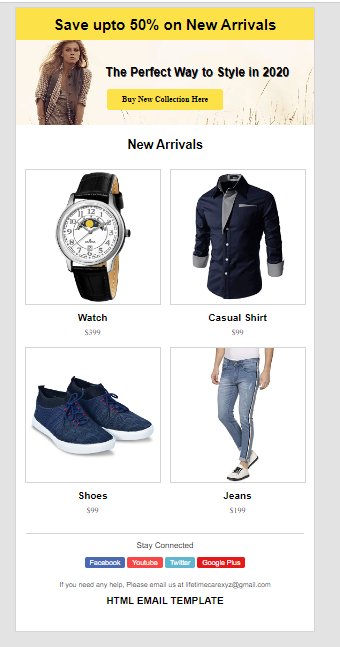 Save upto 50% on New Arrivals
The Perfect Way to Style in 2020
Buy New Collection Here
New Arrivals
Watch
Casual Shirt
$399
$99
Shoes
Jeans
$99
$199
Stay Connected
Facebook Youtube Twitter Google Plus
If you need any help, Please email us at lifetimecarexyz@gmail.com
HTML EMAIL TEMPLATE